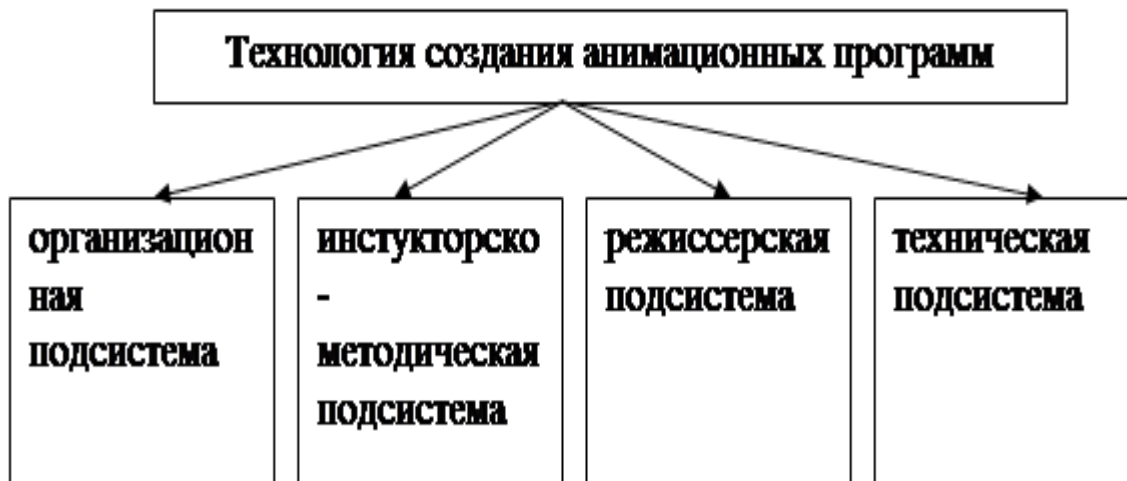 Технология создания анимационных программ
организацион
ная
подсистема
инстукторско
-
методическая
подсистема
режиссерская
подсистема
техническая
подсистема